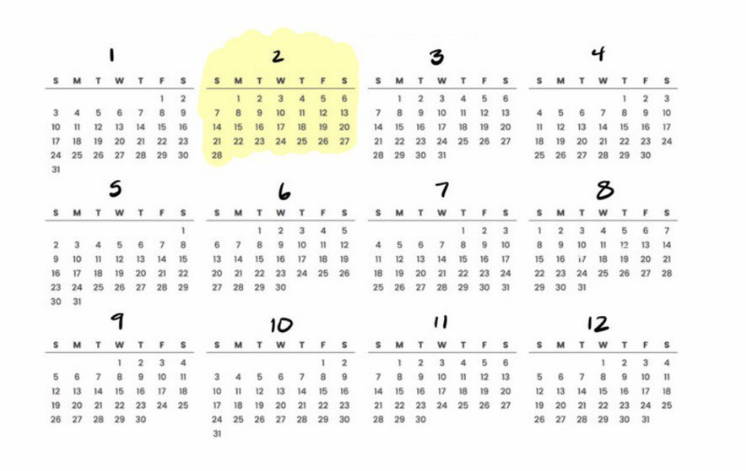 1
S M T W T F S
1 2
3 4 5 6 7 8 9
10 11 12 13 14 15 16
17 18 19 20 21 22 23
24 25 26 27 28 29 30
31
2
S M T W T F S
1 2 3 4 5 6
7 8 9 10 11 12 13
14 15 16 17 18 19 20
21 22 23 24 25 26 27
28
3
S M T W T F S
1 2 3 4 5 6
7 8 9 10 11 12 13
14 15 16 17 18 19 20
21 22 23 24 25 26 27
28 29 30 31
4
S M T W T F S
1 2 3
4 5 6 7 8 9 10
11 12 13 14 15 16 17
18 19 20 21 22 23 24
25 26 27 28 29 30
5
S M T W T F S
1
2 3 4 5 6 7 8
9 10 11 12 13 14 15
16 17 18 19 20 21 22
23 24 25 26 27 28 29
30 31
6
S M T W T F S
1 2 3 4 5
6 7 8 9 10 11 12
13 14 15 16 17 18 19
20 21 22 23 24 25 26
27 28 29 30
7
S M T W T F S
1 2 3
4 5 6 7 8 9 10
11 12 13 14 15 16 17
18 19 20 21 22 23 24
25 26 27 28 29 30 31
8
S M T W T F S
1 2 3 4 5 6 7
8 9 10 11 12 13 14
15 16 17 18 19 20 21
22 23 24 25 26 27 28
29 30 31
9
S M T W T F S
1 2 3 4
5 6 7 8 9 10 11
12 13 14 15 16 17 18
19 20 21 22 23 24 25
26 27 28 29 30
10
S M T W T F S
1 2
3 4 5 6 7 8 9
10 11 12 13 14 15 16
17 18 19 20 21 22 23
24 25 26 27 28 29 30
31
11
S M T W T F S
1 2 3 4 5 6
7 8 9 10 11 12 13
14 15 16 17 18 19 20
21 22 23 24 25 26 27
28 29 30
12
S M T W T F S
1 2 3 4
5 6 7 8 9 10 11
12 13 14 15 16 17 18
19 20 21 22 23 24 25
26 27 28 29 30 31